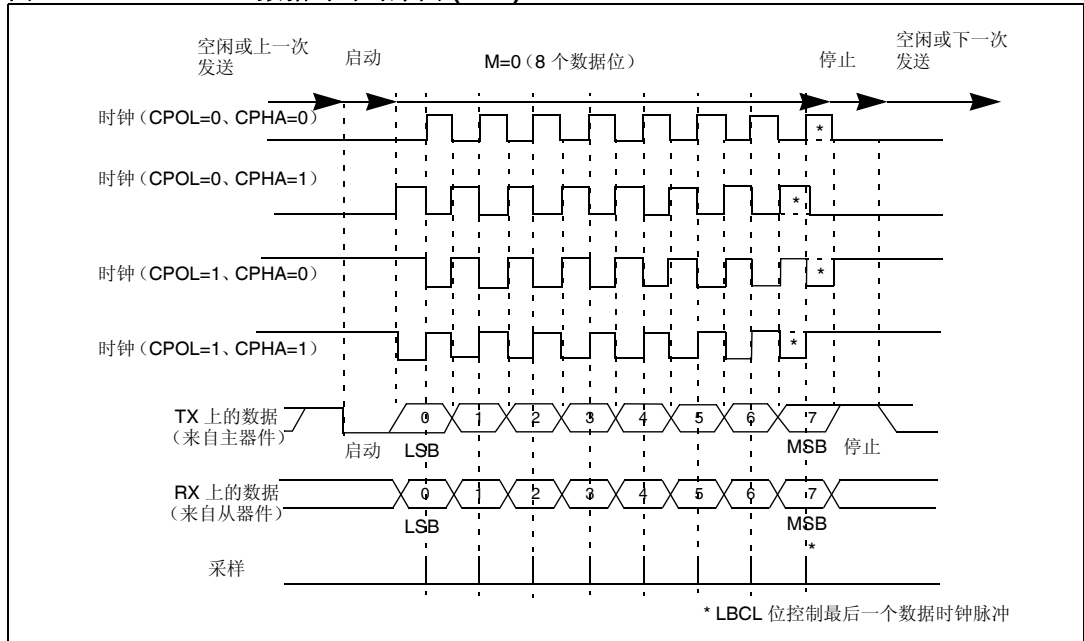 空闲或上一次
发送
启动
M=0（8 个数据位）
停止
空闲或下一次
发送
时钟（CPOL=0、CPHA=0）
*
时钟（CPOL=0、CPHA=1）
*
时钟（CPOL=1、CPHA=0）
*
时钟（CPOL=1、CPHA=1）
*
TX 上的数据
（来自主器件）
0 1 2 3 4 5 6 7
启动 LSB MSB 停止
RX 上的数据
（来自从器件）
0 1 2 3 4 5 6 7
LSB MSB
*
采样
* LBCL 位控制最后一个数据时钟脉冲